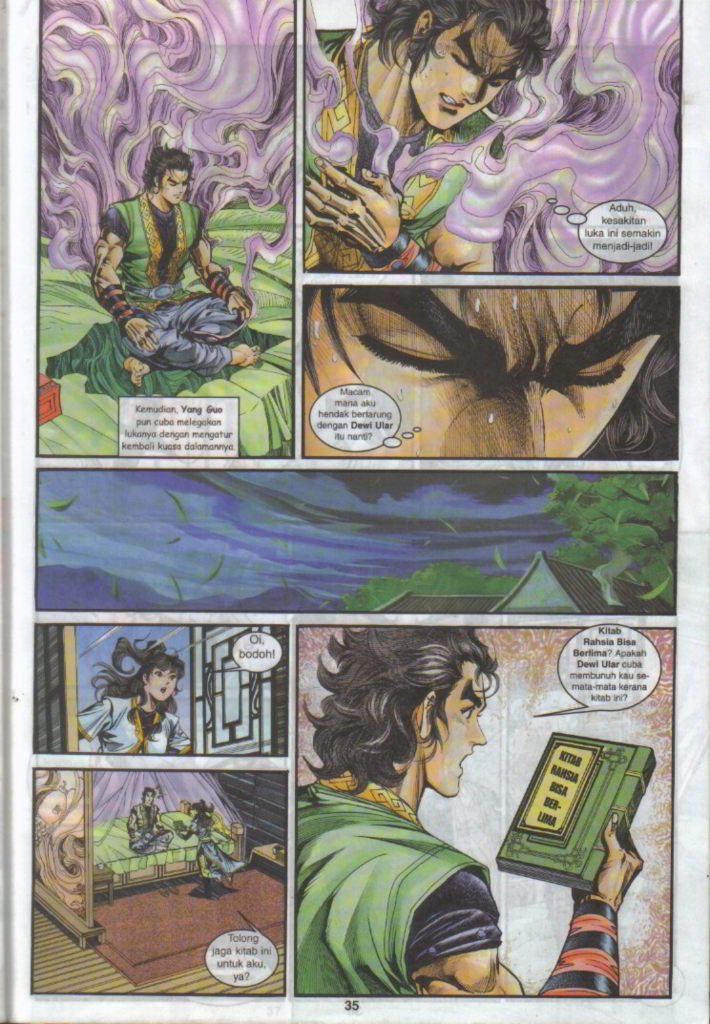 Kemudian, Yang Guo
pun cuba melegakan
lukanya dengan mengatur
kembali kuasa dalamannya.
Aduh,
kesakitan
luka ini semakin
menjadi-jadi!
Macam
mana aku
hendak bertarung
dengan Dewi Ular
itu nanti?
Oi,
bodoh!
Tolong
jaga kitab ini
untuk aku,
ya?
Kitab
Rahsia Bisa
Berlima? Apakah
Dewi Ular cuba
membunuh kau se-
mata-mata kerana
kitab ini?
KITAB
RAHSIA
BISA
BER-
LIMA
35